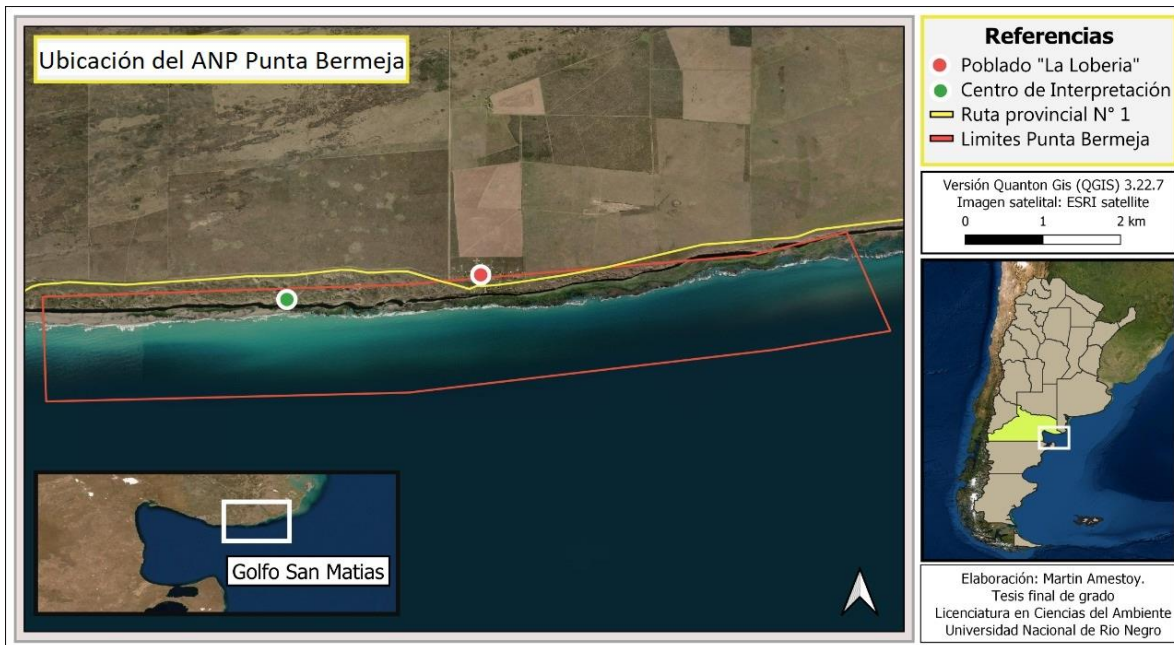 Ubicación del ANP Punta Bermeja
Golfo San Matias
Referencias
Poblado "La Loberia"
Centro de Interpretación
Ruta provincial N° 1
Limites Punta Bermeja
Versión Quanton Gis (QGIS) 3.22.7
Imagen satelital: ESRI satellite
0 1 2 km
Elaboración: Martin Amestoy.
Tesis final de grado
Licenciatura en Ciencias del Ambiente
Universidad Nacional de Rio Negro